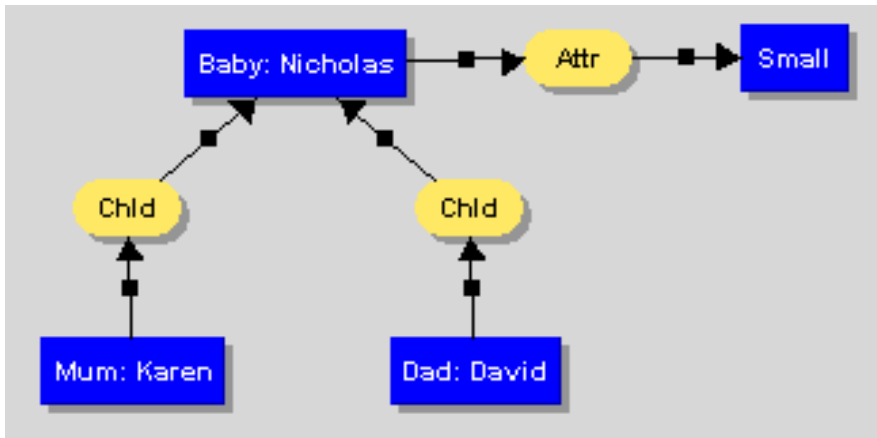 Baby: Nicholas
Attr
Small
Chld
Chld
Mum: Karen
Dad: David